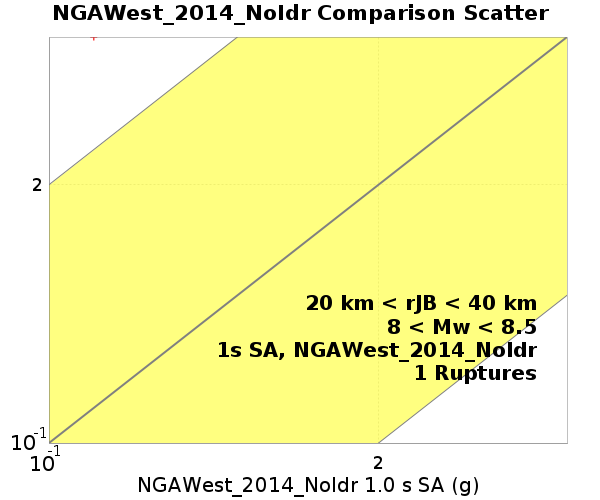 NGAWest_2014_NoIdr Comparison Scatter
2
20 km < rJB < 40 km
8 < Mw < 8.5
1s SA, NGAWest_2014_NoIdr
1 Ruptures
10-1
10-1 2
NGAWest_2014_NoIdr 1.0 s SA (g)